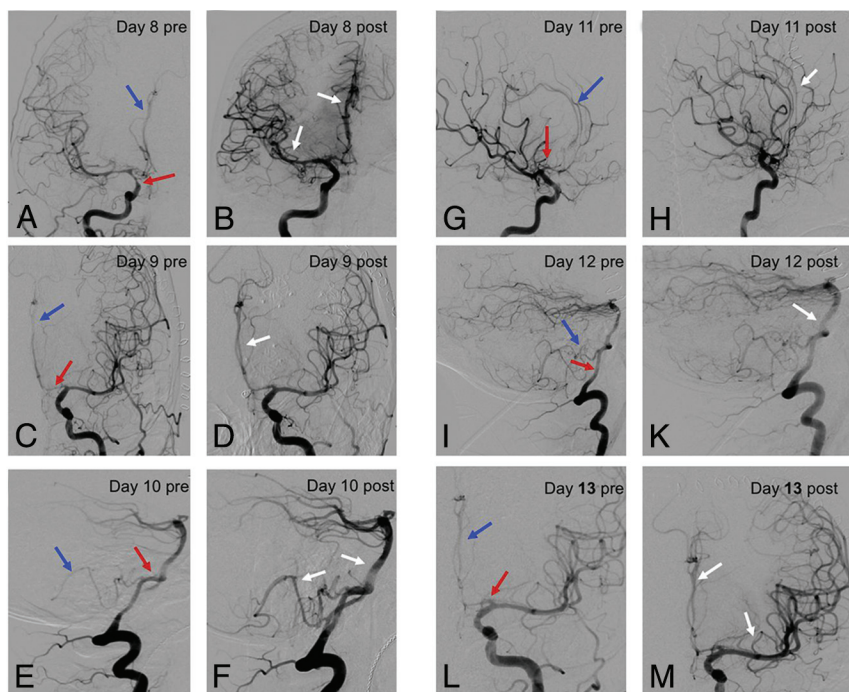 Day 8 pre
A
Day 8 post
B
Day 11 pre
G
Day 11 post
H
Day 9 pre
C
Day 9 post
D
Day 12 pre
I
Day 12 post
K
Day 10 pre
E
Day 10 post
F
Day 13 pre
L
Day 13 post
M